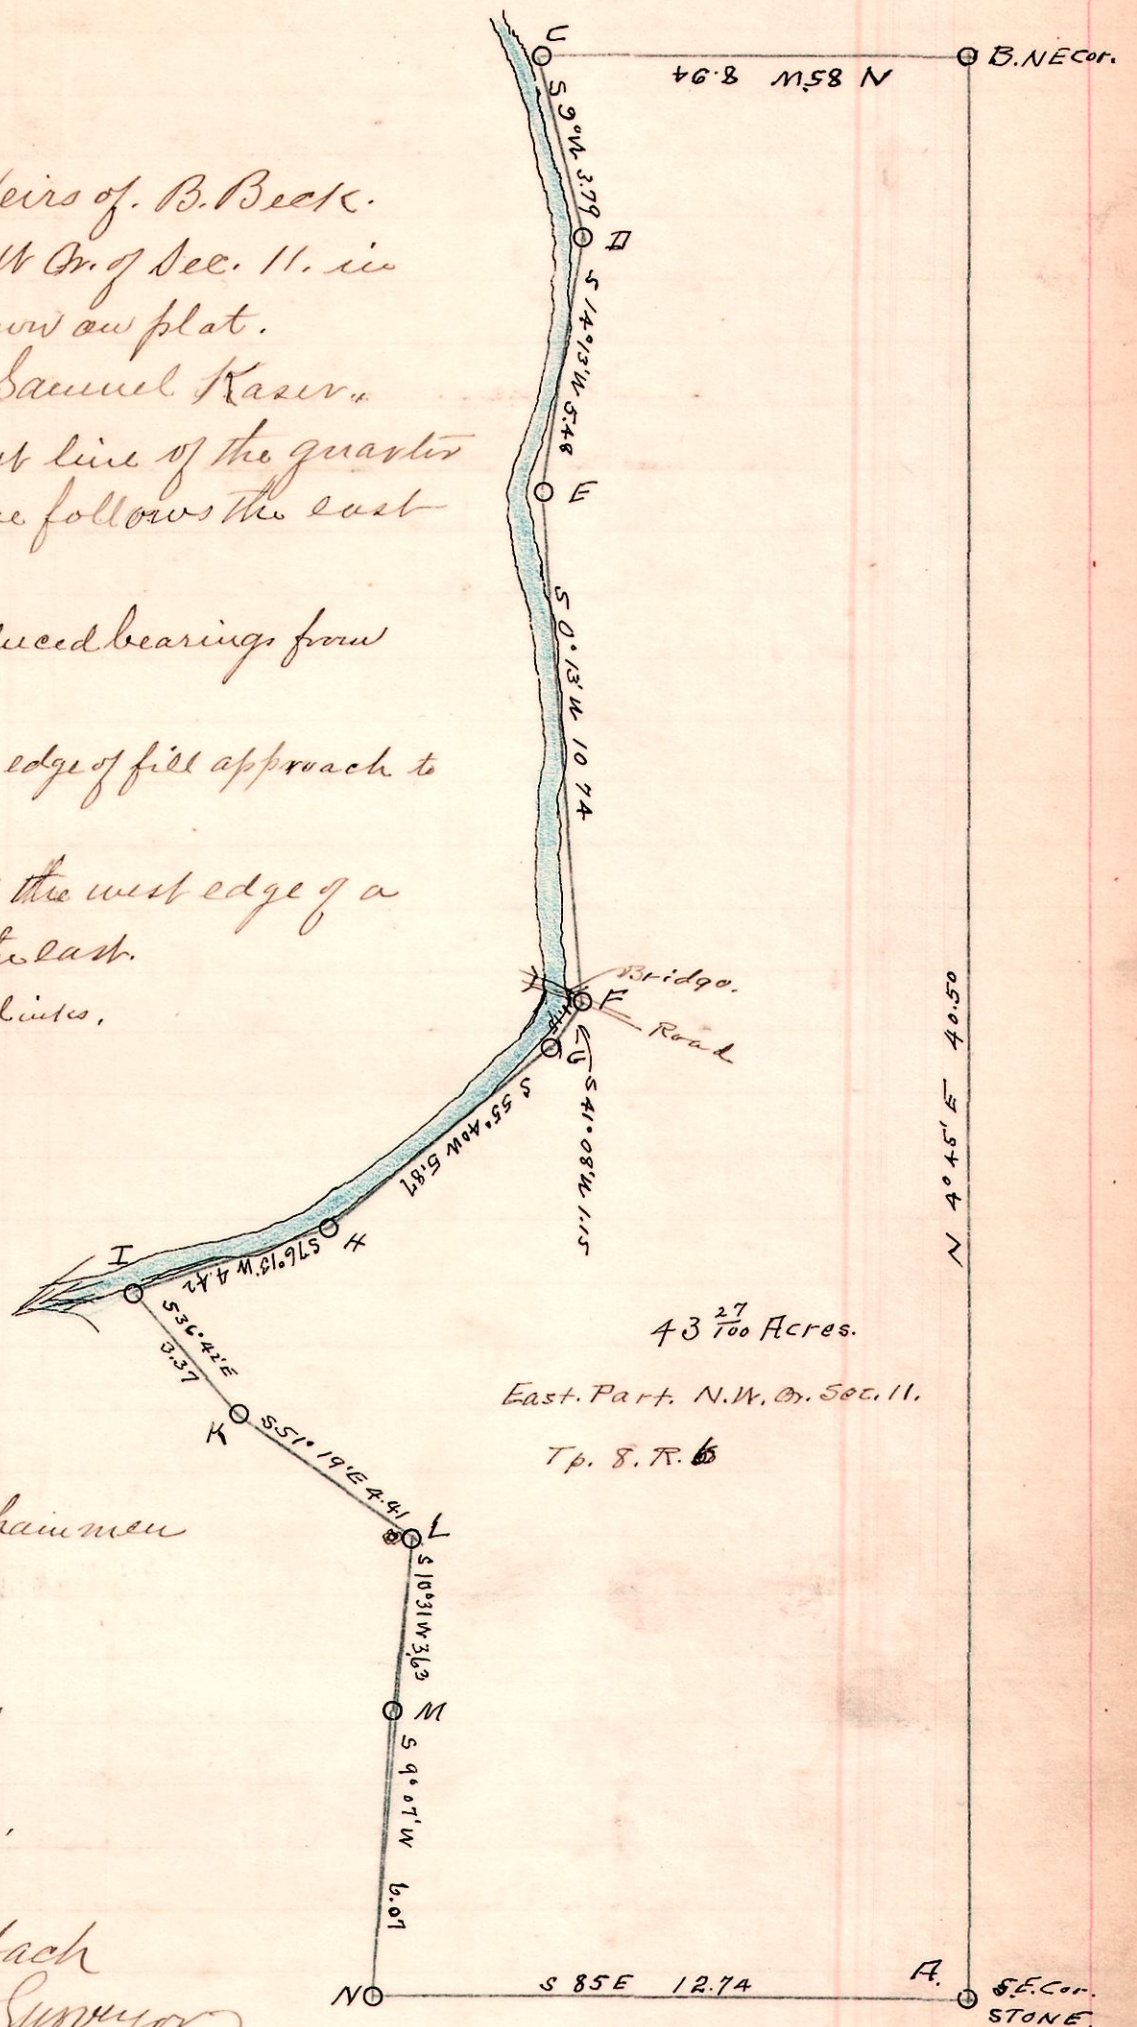 C
B. NE Cor.
N 85 W 8.94
S 9° W 3.79
eirs of. B. Beck.
D
W Qr. of Sec. 11. in
S 14° 13' W 5.48
wn on plat.
Samuel Kaser.
t line of the quarter
E
e follows the east
S 0° 13' W 10 74
uced bearings from
edge of fill approach to
the west edge of a
east.
Bridge.
F
N 4° 45' E 40.50
links,
Road
1.15
G
S 41° 08' W 1.15
S 55° 40 W 5.87
H
I
S 76° 13' W 4.42
S 36° 42' E
3.37
43 27/100 Acres.
East. Part. N.W. Qr. Sec. 11.
K
S. 51° 19' E 4.41
Tp. 8. R. 6
hainmen
L
S 10° 31 W 3.63
M
S 9° 07' W 6.07
ach
Surveyor
N
S 85 E 12.74
A.
S.E. Cor.
STONE.